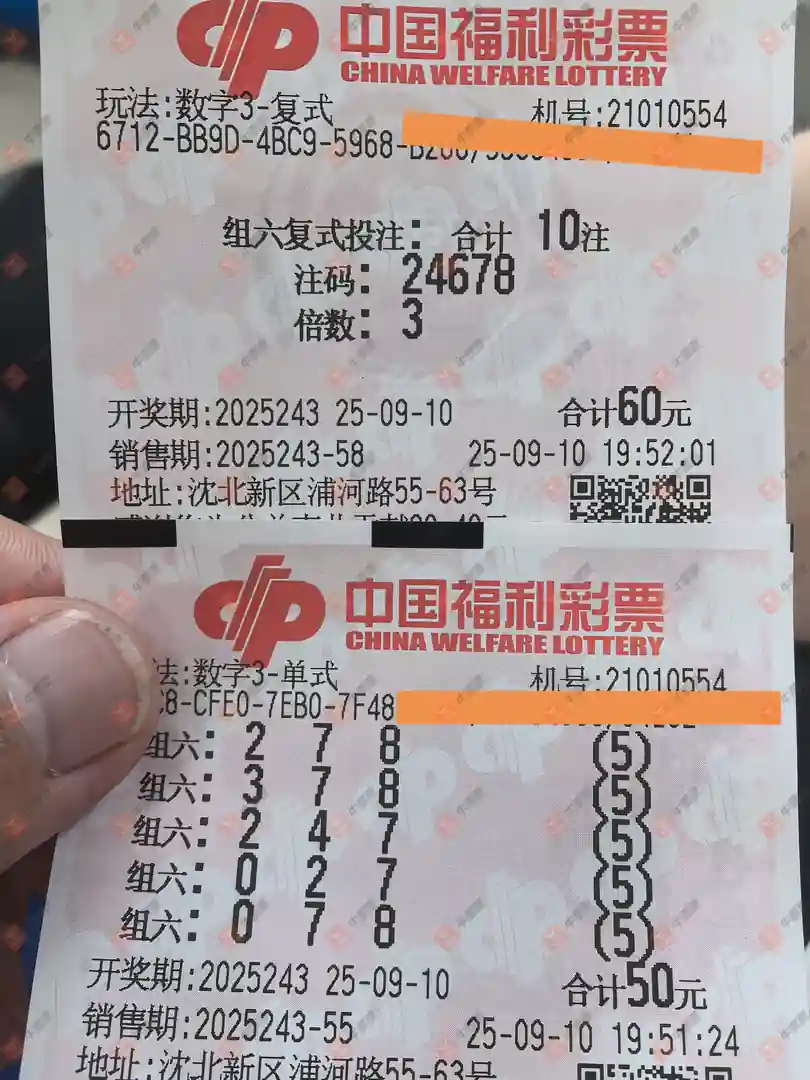 中国福利彩票
CHINA WELFARE LOTTERY
玩法:数字3-复式 机号:21010554
6712-BB9D-4BC9-5968-
组六复式投注: 合计 10注
注码: 24678
倍数: 3
开奖期:2025243 25-09-10 合计60元
销售期:2025243-58 25-09-10 19:52:01
地址:沈北新区浦河路55-63号
中国福利彩票
CHINA WELFARE LOTTERY
法:数字3-单式 机号:21010554
C8-CFE0-7EB0-7F48
组六: 2 7 8 (5)
组六: 3 7 8 (5)
组六: 2 4 7 (5)
组六: 0 2 7 (5)
组六: 0 7 8 (5)
开奖期:2025243 25-09-10 合计50元
销售期:2025243-55 25-09-10 19:51:24
地址:沈北新区浦河路55-63号